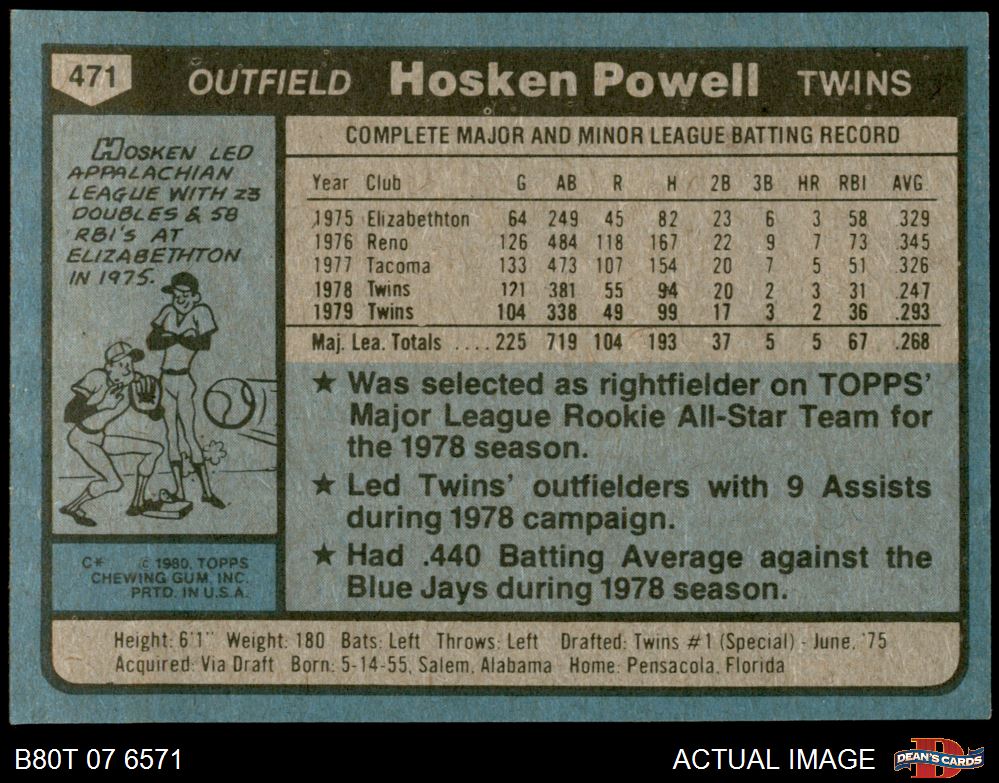 471 OUTFIELD Hosken Powell TWINS
HOSKEN LED
APPALACHIAN
LEAGUE WITH 23
DOUBLES & 58
RBI'S AT
ELIZABETHTON
IN 1975.
COMPLETE MAJOR AND MINOR LEAGUE BATTING RECORD
Year Club G AB R H 2B 3B HR RBI AVG.
1975 Elizabethton 64 249 45 82 23 6 3 58 .329
1976 Reno 126 484 118 167 22 9 7 73 .345
1977 Tacoma 133 473 107 154 20 7 5 51 .326
1978 Twins 121 381 55 94 20 2 3 31 .247
1979 Twins 104 338 49 99 17 3 2 36 .293
Maj. Lea. Totals .... 225 719 104 193 37 5 5 67 .268
★ Was selected as rightfielder on TOPPS'
Major League Rookie All-Star Team for
the 1978 season.
★ Led Twins' outfielders with 9 Assists
during 1978 campaign.
★ Had .440 Batting Average against the
Blue Jays during 1978 season.
C* © 1980, TOPPS
CHEWING GUM, INC.
PRTD. IN U.S.A.
Height: 6'1" Weight: 180 Bats: Left Throws: Left Drafted: Twins #1 (Special) - June, '75
Acquired: Via Draft Born: 5-14-55, Salem, Alabama Home: Pensacola, Florida
B80T 07 6571
ACTUAL IMAGE
DEAN'S CARDS